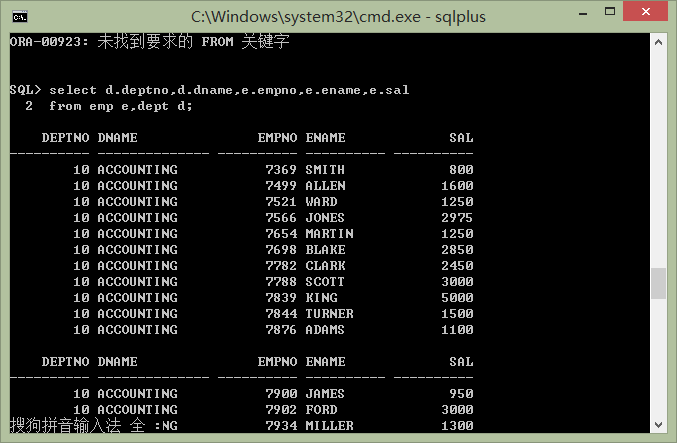 C:\Windows\system32\cmd.exe - sqlplus
ORA-00923: 未找到要求的 FROM 关键字
SQL> select d.deptno,d.dname,e.empno,e.ename,e.sal
2 from emp e,dept d;
DEPTNO DNAME EMPNO ENAME SAL
---------- -------------- ---------- ---------- ----------
10 ACCOUNTING 7369 SMITH 800
10 ACCOUNTING 7499 ALLEN 1600
10 ACCOUNTING 7521 WARD 1250
10 ACCOUNTING 7566 JONES 2975
10 ACCOUNTING 7654 MARTIN 1250
10 ACCOUNTING 7698 BLAKE 2850
10 ACCOUNTING 7782 CLARK 2450
10 ACCOUNTING 7788 SCOTT 3000
10 ACCOUNTING 7839 KING 5000
10 ACCOUNTING 7844 TURNER 1500
10 ACCOUNTING 7876 ADAMS 1100
DEPTNO DNAME EMPNO ENAME SAL
---------- -------------- ---------- ---------- ----------
10 ACCOUNTING 7900 JAMES 950
10 ACCOUNTING 7902 FORD 3000
搜狗拼音输入法 全 :NG 7934 MILLER 1300